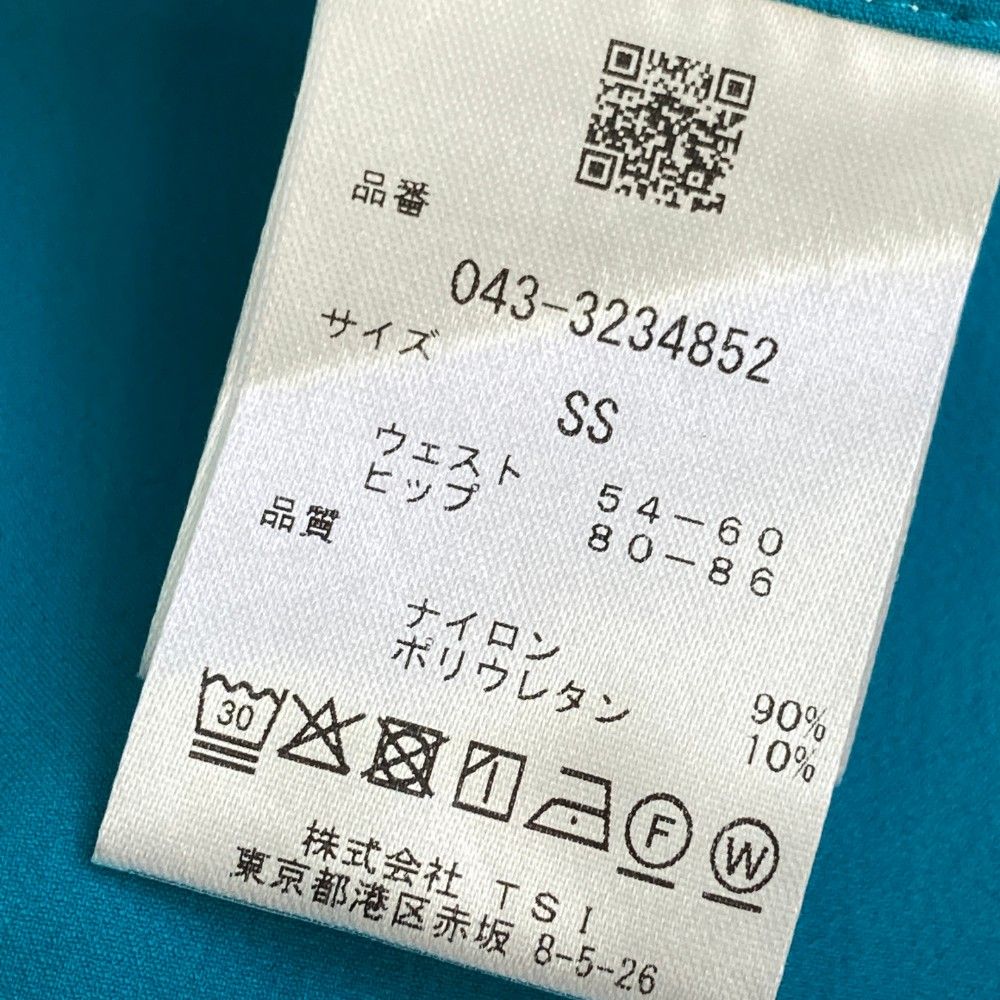 品番
043-3234852
サイズ
SS
ウェスト 54-60
ヒップ 80-86
品質
ナイロン 90%
ポリウレタン 10%
30
F
W
株式会社 TSI
東京都港区赤坂 8-5-26